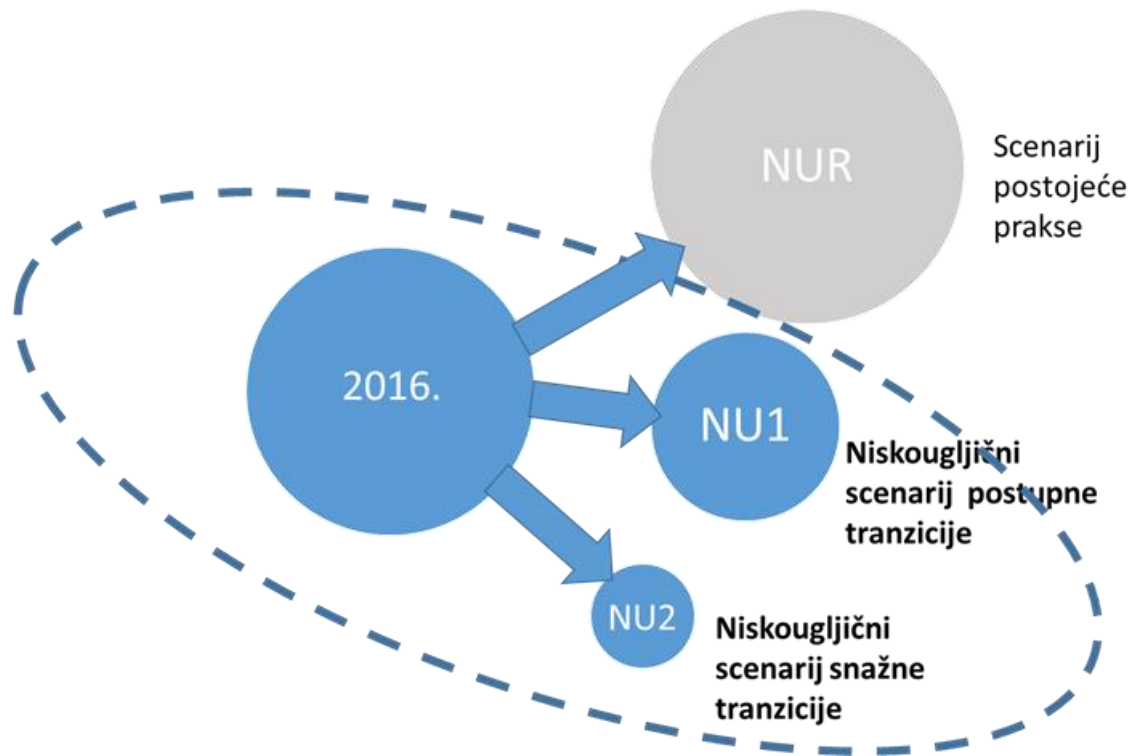 NUR
Scenarij
postojeće
prakse
2016.
NU1
Niskougljični
scenarij postupne
tranzicije
NU2
Niskougljični
scenarij snažne
tranzicije